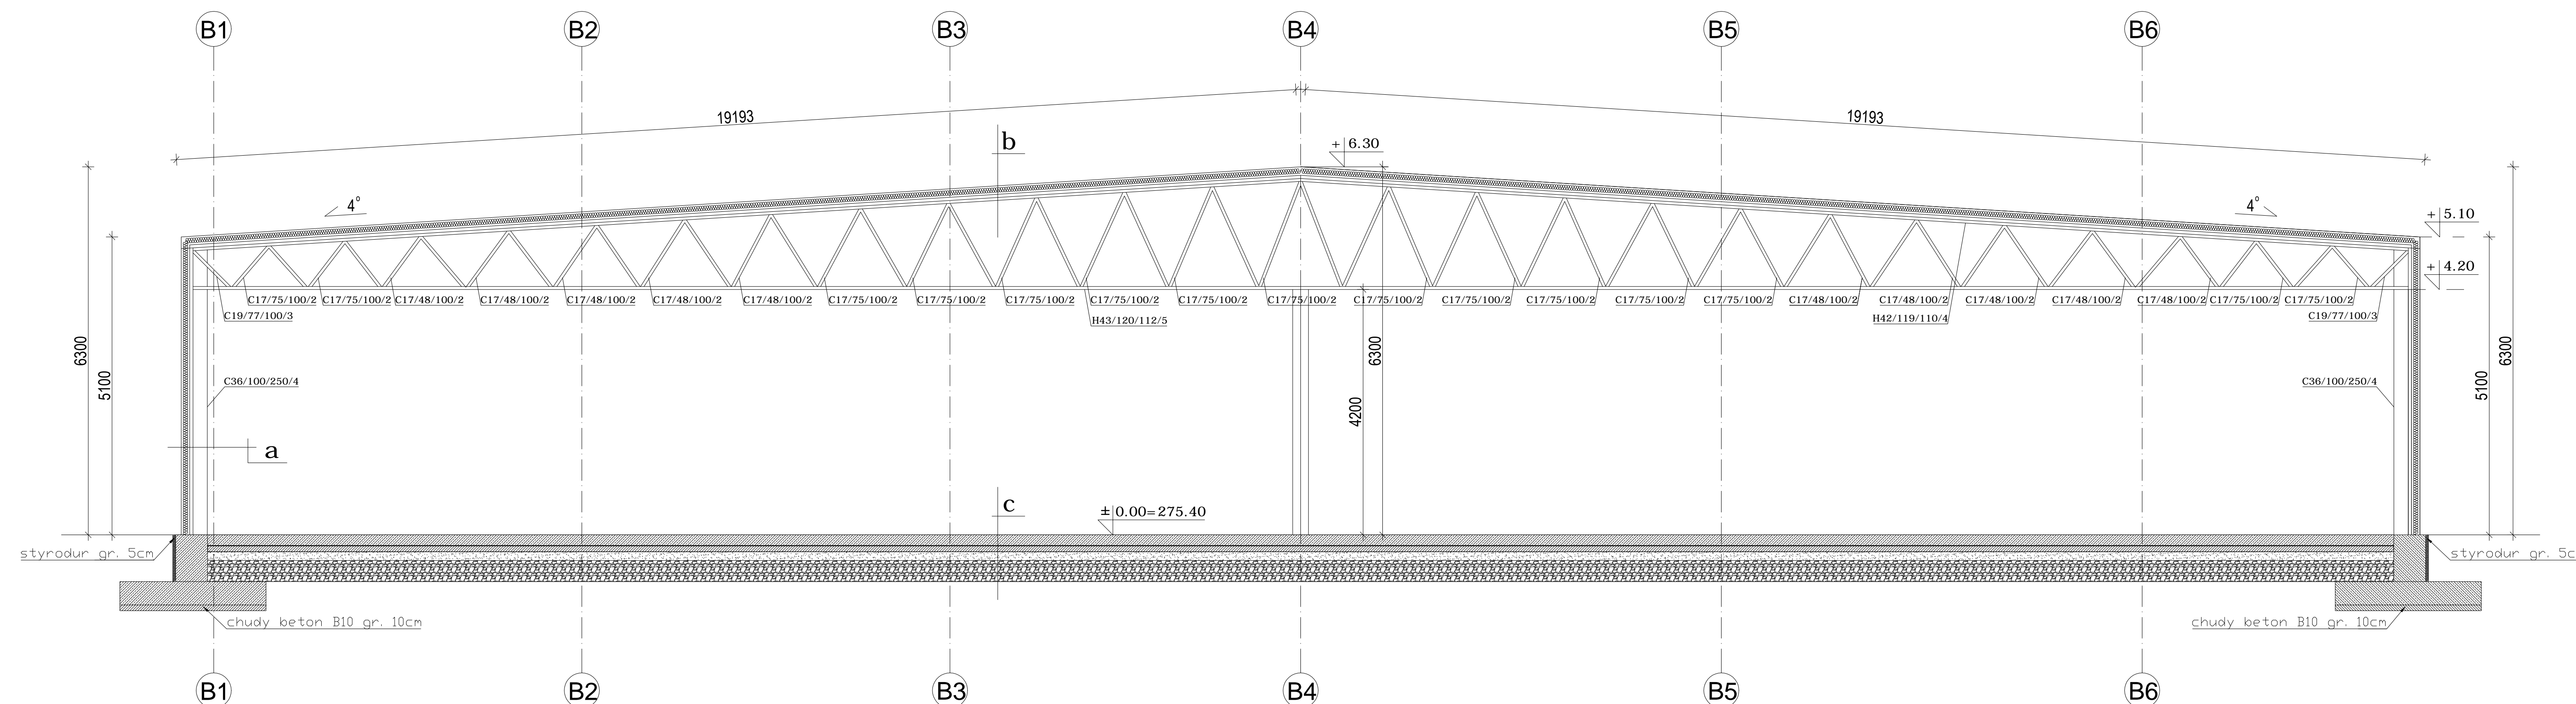 B1 B2 B3 B4 B5 B6
19193 19193
b
+ 6.30
4° 4°
+ 5.10
+ 4.20
C17/75/100/2 C17/75/100/2 C17/48/100/2 C17/48/100/2 C17/48/100/2 C17/48/100/2 C17/48/100/2 C17/75/100/2 C17/75/100/2 C17/75/100/2 C17/75/100/2 C17/75/100/2 C17/75/100/2 C17/75/100/2 C17/75/100/2 C17/75/100/2 C17/75/100/2 C17/75/100/2 C17/48/100/2 C17/48/100/2 C17/48/100/2 C17/48/100/2 C17/48/100/2 C17/75/100/2 C17/75/100/2
C19/77/100/3 H43/120/112/5 H42/119/110/4 C19/77/100/3
6300 5100 6300 4200 5100 6300
C36/100/250/4 C36/100/250/4
a
c
± 0.00=275.40
styrodur gr. 5cm styrodur gr. 5c
chudy beton B10 gr. 10cm chudy beton B10 gr. 10cm
B1 B2 B3 B4 B5 B6